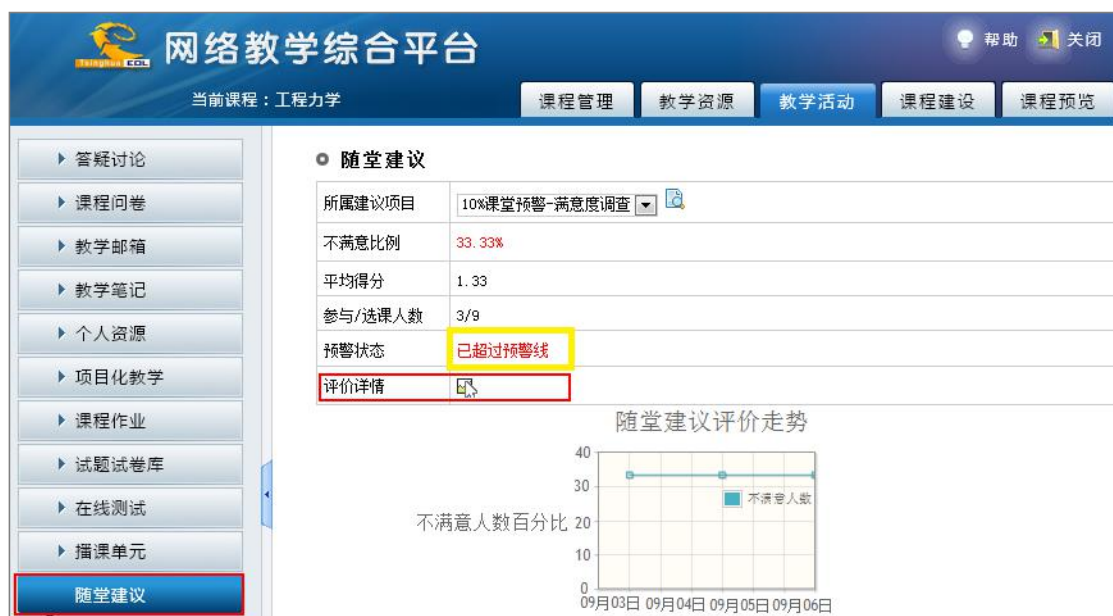 网络教学综合平台
TsingHua EOL
帮助
关闭
当前课程：工程力学
课程管理
教学资源
教学活动
课程建设
课程预览
答疑讨论
课程问卷
教学邮箱
教学笔记
个人资源
项目化教学
课程作业
试题试卷库
在线测试
播课单元
随堂建议
随堂建议
所属建议项目 10%课堂预警-满意度调查
不满意比例 33.33%
平均得分 1.33
参与/选课人数 3/9
预警状态 已超过预警线
评价详情
随堂建议评价走势
不满意人数百分比
40
30
20
10
0
不满意人数
09月03日 09月04日 09月05日 09月06日